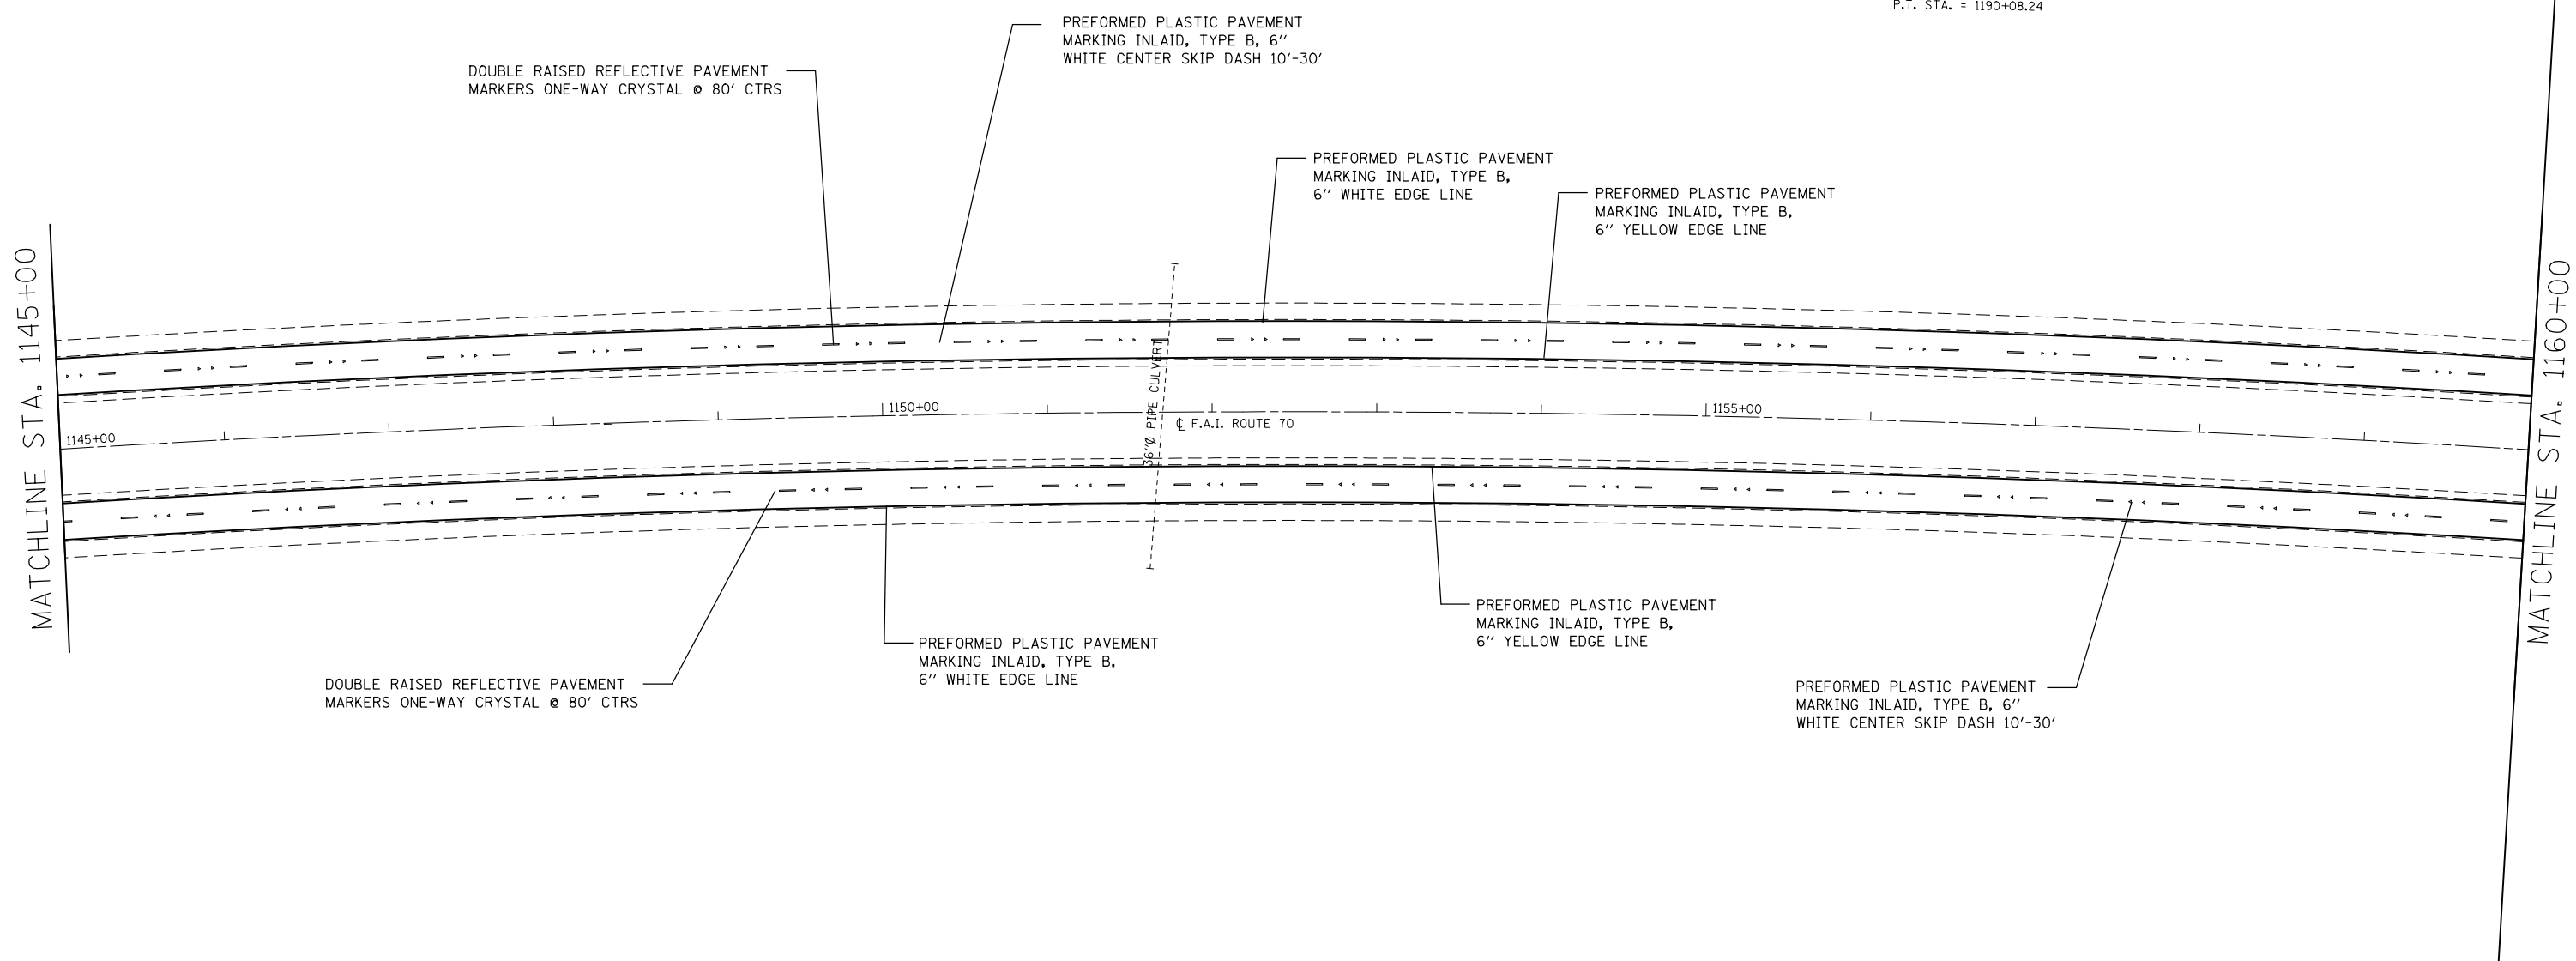 P.T. STA. = 1190+08.24
PREFORMED PLASTIC PAVEMENT
MARKING INLAID, TYPE B, 6"
WHITE CENTER SKIP DASH 10'-30'
DOUBLE RAISED REFLECTIVE PAVEMENT
MARKERS ONE-WAY CRYSTAL @ 80' CTRS
PREFORMED PLASTIC PAVEMENT
MARKING INLAID, TYPE B,
6" WHITE EDGE LINE
PREFORMED PLASTIC PAVEMENT
MARKING INLAID, TYPE B,
6" YELLOW EDGE LINE
MATCHLINE STA. 1145+00
MATCHLINE STA. 1160+00
36"Ø PIPE CULVERT
1145+00
1150+00
1155+00
℄ F.A.I. ROUTE 70
PREFORMED PLASTIC PAVEMENT
MARKING INLAID, TYPE B,
6" YELLOW EDGE LINE
PREFORMED PLASTIC PAVEMENT
MARKING INLAID, TYPE B,
6" WHITE EDGE LINE
DOUBLE RAISED REFLECTIVE PAVEMENT
MARKERS ONE-WAY CRYSTAL @ 80' CTRS
PREFORMED PLASTIC PAVEMENT
MARKING INLAID, TYPE B, 6"
WHITE CENTER SKIP DASH 10'-30'